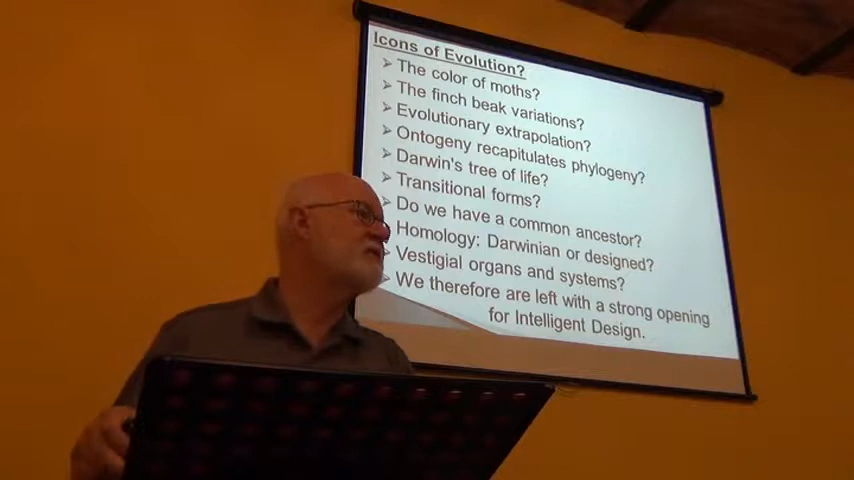 Icons of Evolution?
➤ The color of moths?
➤ The finch beak variations?
➤ Evolutionary extrapolation?
➤ Ontogeny recapitulates phylogeny?
➤ Darwin's tree of life?
➤ Transitional forms?
➤ Do we have a common ancestor?
➤ Homology: Darwinian or designed?
➤ Vestigial organs and systems?
➤ We therefore are left with a strong opening
for Intelligent Design.